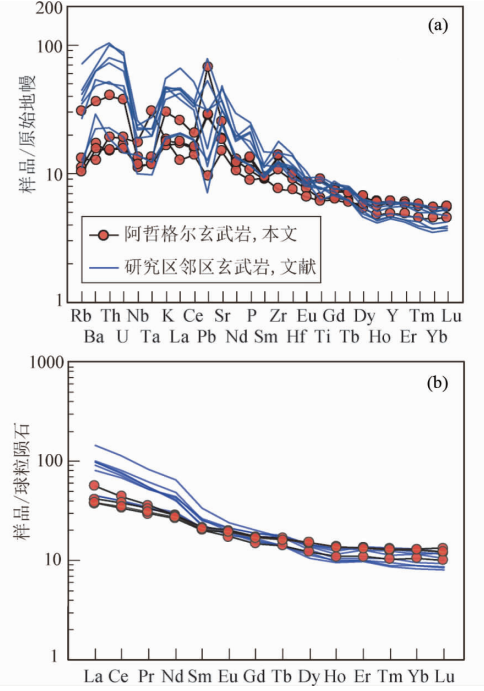 200
(a)
100
样品/原始地幔
10
阿哲格尔玄武岩,本文
研究区邻区玄武岩,文献
1
Rb Th Nb K Ce Sr P Zr Eu Gd Dy Y Tm Lu
Ba U Ta La Pb Nd Sm Hf Ti Tb Ho Er Yb
1000
(b)
样品/球粒陨石
100
10
1
La Ce Pr Nd Sm Eu Gd Tb Dy Ho Er Tm Yb Lu